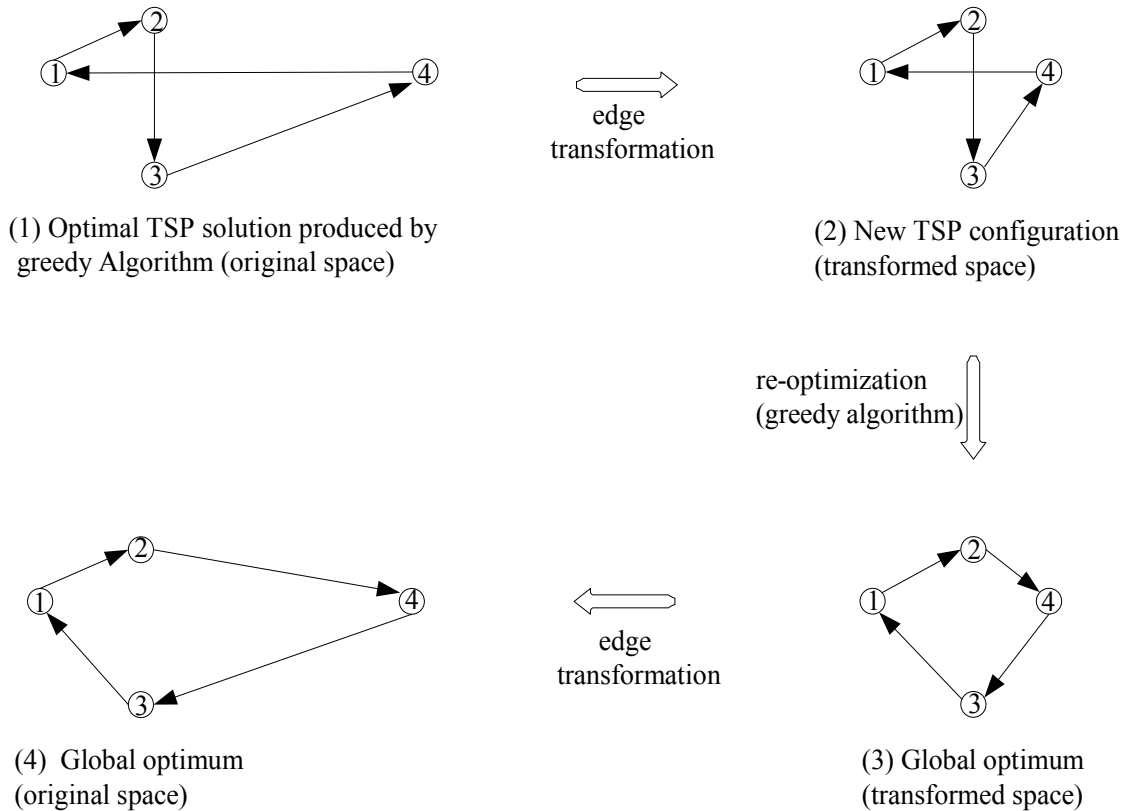 2
1
4
3
(1) Optimal TSP solution produced by
greedy Algorithm (original space)
edge
transformation
2
1
4
3
(2) New TSP configuration
(transformed space)
re-optimization
(greedy algorithm)
2
1
4
3
(3) Global optimum
(transformed space)
edge
transformation
2
1
4
3
(4) Global optimum
(original space)